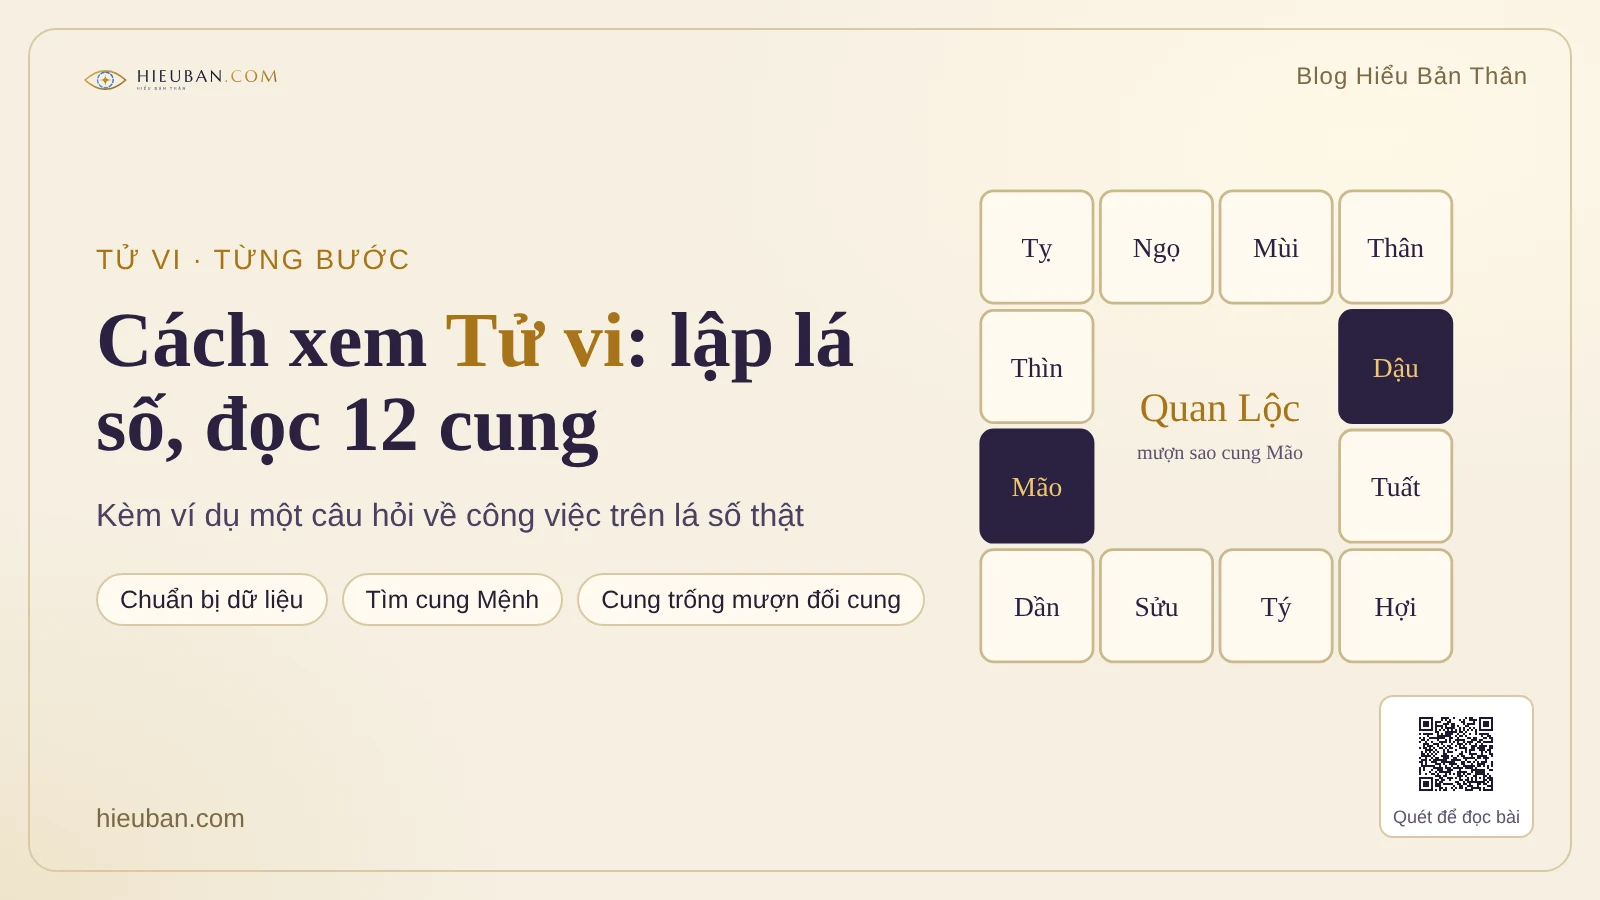 HIEUBAN.COM
HIỂU BẢN THÂN
Blog Hiểu Bản Thân
TỬ VI · TỪNG BƯỚC
Cách xem Tử vi: lập lá
số, đọc 12 cung
Kèm ví dụ một câu hỏi về công việc trên lá số thật
Chuẩn bị dữ liệu
Tìm cung Mệnh
Cung trống mượn đối cung
Tỵ
Ngọ
Mùi
Thân
Thìn
Dậu
Quan Lộc
mượn sao cung Mão
Mão
Tuất
Dần
Sửu
Tý
Hợi
Quét để đọc bài
hieuban.com